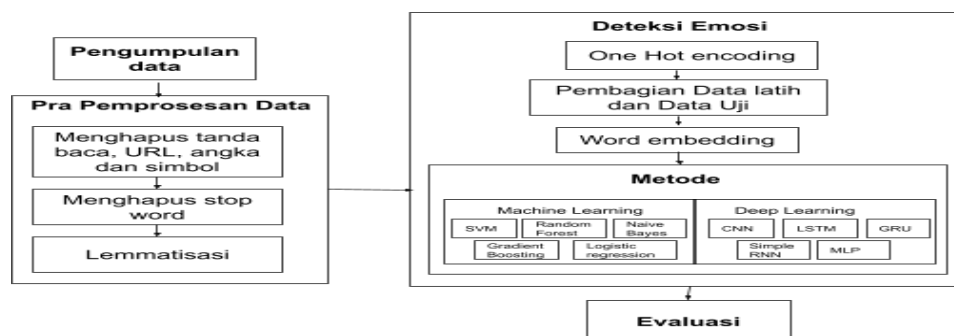 Pengumpulan
data
Pra Pemprosesan Data
Menghapus tanda
baca, URL, angka
dan simbol
Menghapus stop
word
Lemmatisasi
Deteksi Emosi
One Hot encoding
Pembagian Data latih
dan Data Uji
Word embedding
Metode
Machine Learning
SVM
Random
Forest
Naive
Bayes
Gradient
Boosting
Logistic
regression
Deep Learning
CNN
LSTM
GRU
Simple
RNN
MLP
Evaluasi